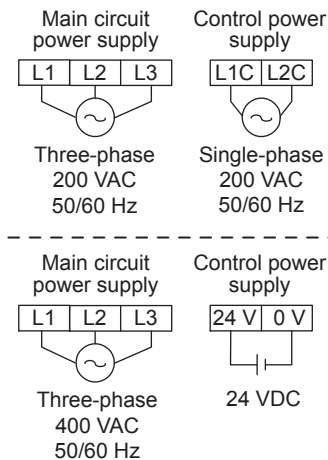 Main circuit
power supply
L1 L2 L3
Three-phase
200 VAC
50/60 Hz
Control power
supply
L1C L2C
Single-phase
200 VAC
50/60 Hz
Main circuit
power supply
L1 L2 L3
Three-phase
400 VAC
50/60 Hz
Control power
supply
24 V 0 V
24 VDC